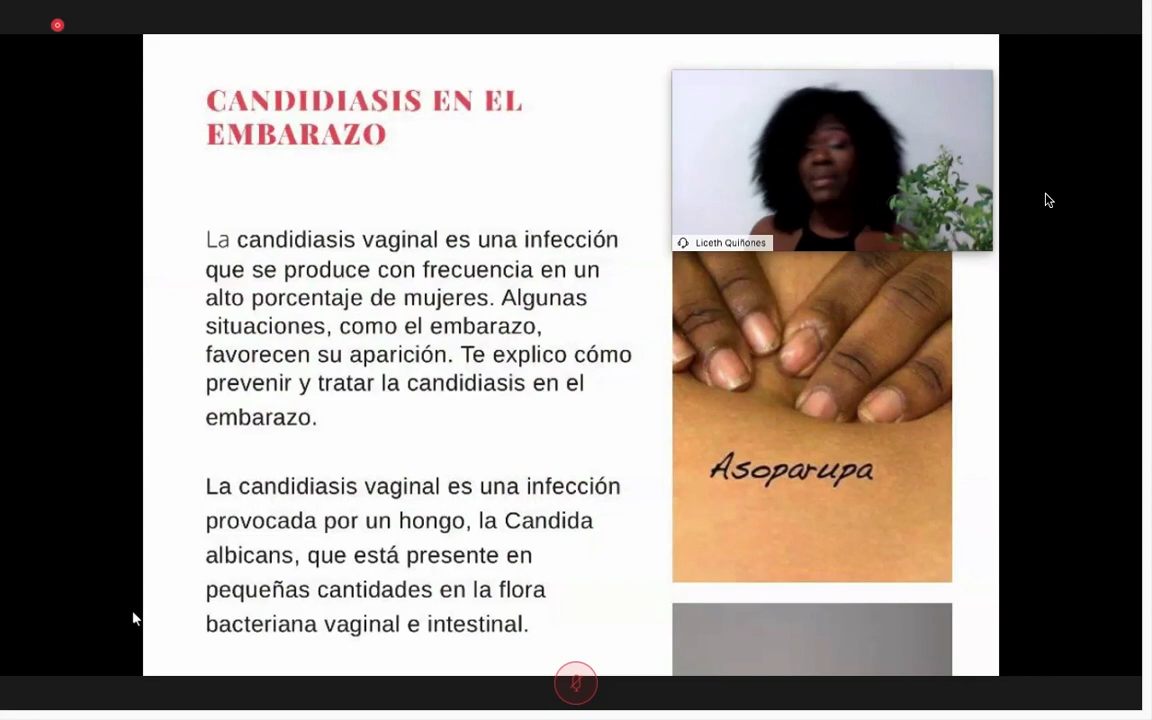 CANDIDIASIS EN EL
EMBARAZO
La candidiasis vaginal es una infección
que se produce con frecuencia en un
alto porcentaje de mujeres. Algunas
situaciones, como el embarazo,
favorecen su aparición. Te explico cómo
prevenir y tratar la candidiasis en el
embarazo.
La candidiasis vaginal es una infección
provocada por un hongo, la Candida
albicans, que está presente en
pequeñas cantidades en la flora
bacteriana vaginal e intestinal.
Liceth Quiñones
Asoparupa